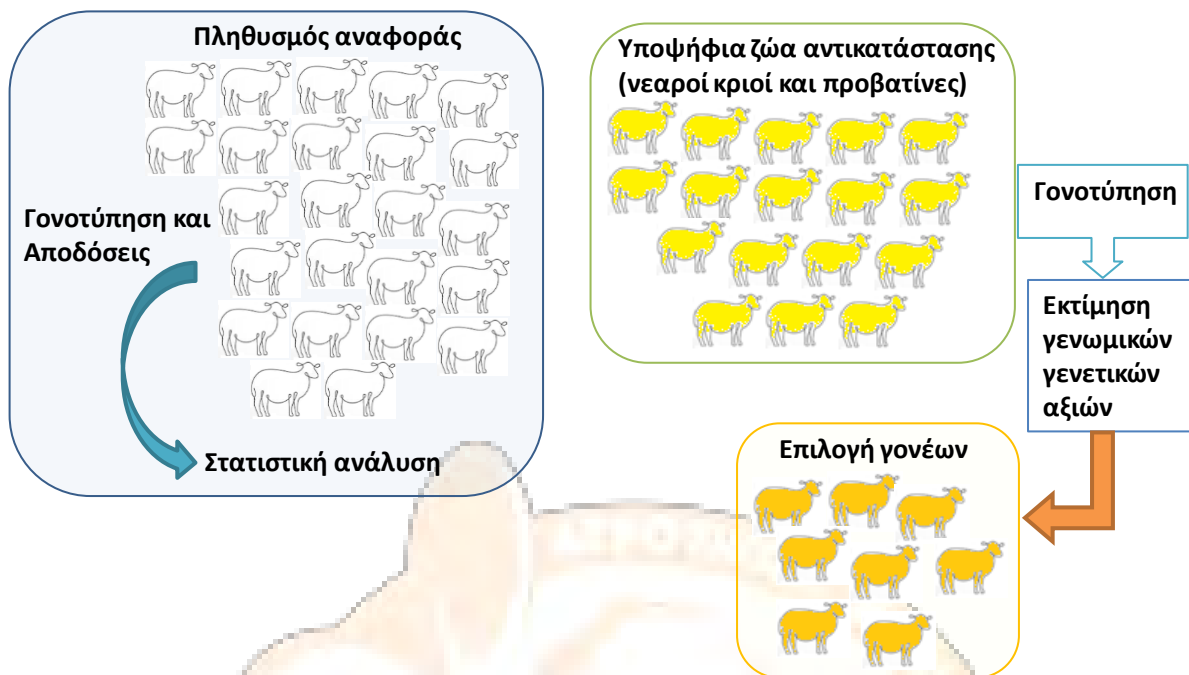 Πληθυσμός αναφοράς
Γονοτύπηση και
Αποδόσεις
Στατιστική ανάλυση
Υποψήφια ζώα αντικατάστασης
(νεαροί κριοί και προβατίνες)
Γονοτύπηση
Εκτίμηση
γενωμικών
γενετικών
αξιών
Επιλογή γονέων